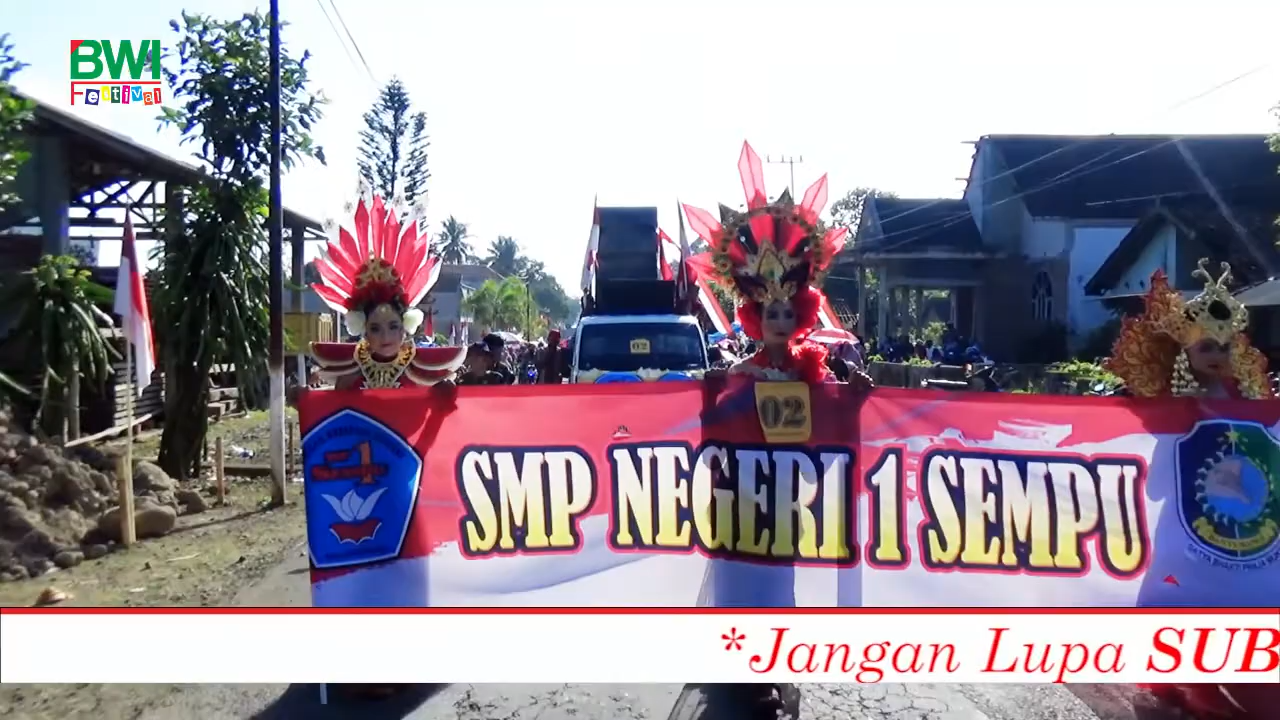 BWI
Festival
02
02
SMP NEGERI 1 SEMPU
*Jangan Lupa SUB